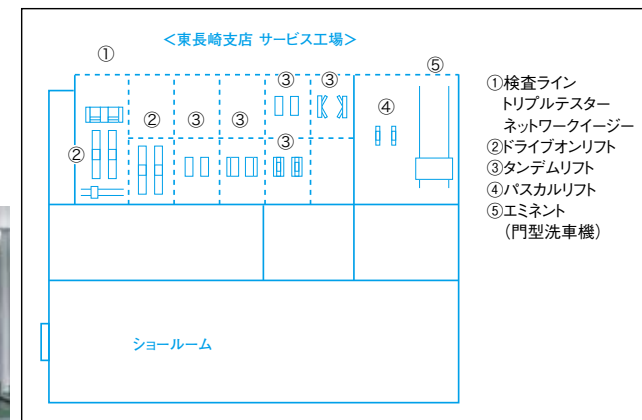 <東長崎支店 サービス工場>
①
⑤
③
③
④
②
③
③
②
③
ショールーム
①検査ライン
トリプルテスター
ネットワークイージー
②ドライブオンリフト
③タンデムリフト
④パスカルリフト
⑤エミネント
(門型洗車機)